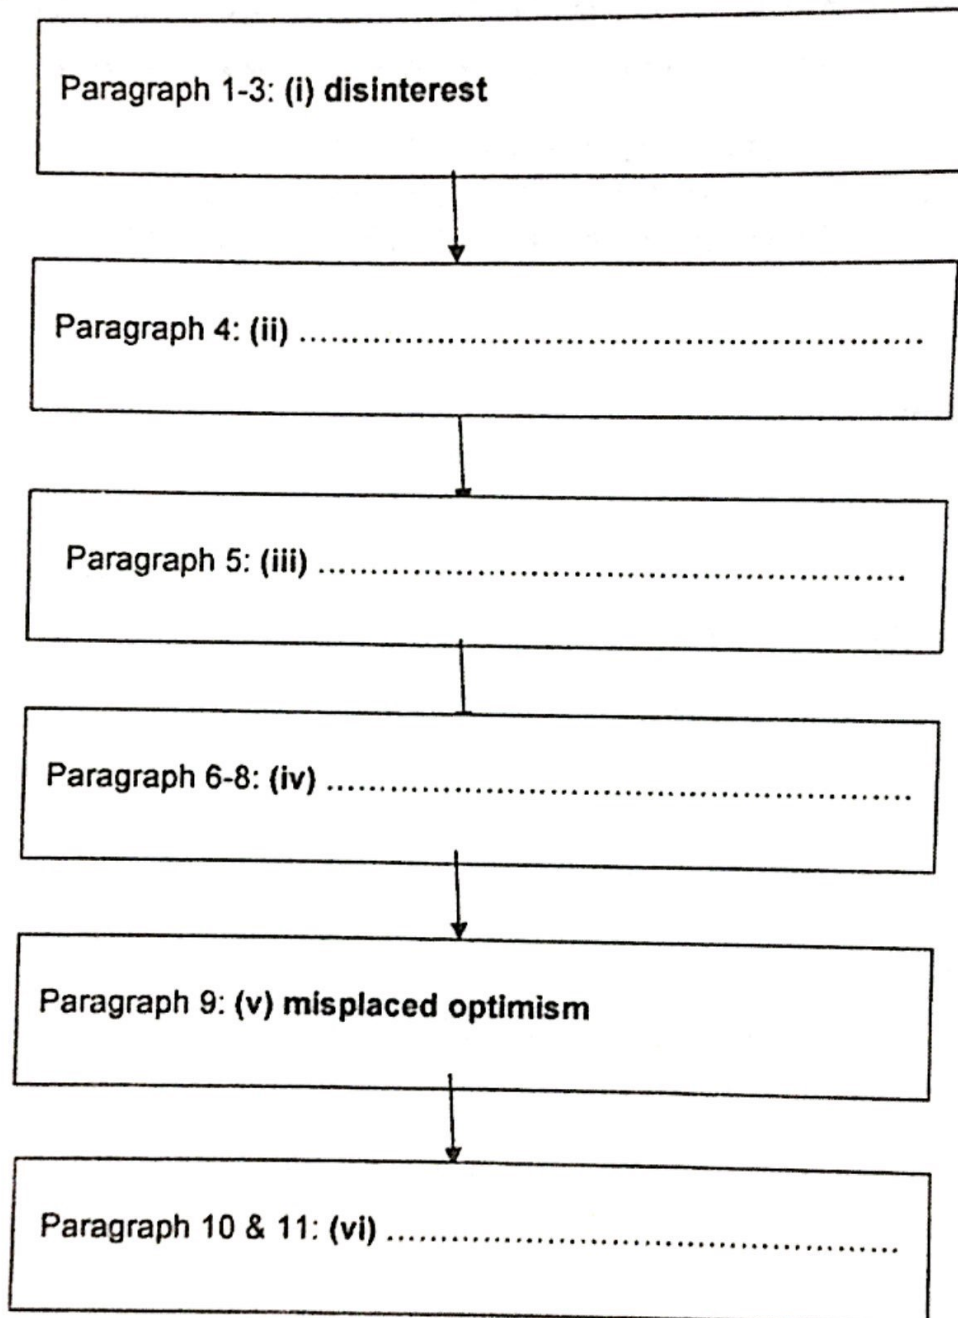 Paragraph 1-3: (i) disinterest
Paragraph 4: (ii) ........................................................
Paragraph 5: (iii) ........................................................
Paragraph 6-8: (iv) ........................................................
Paragraph 9: (v) misplaced optimism
Paragraph 10 & 11: (vi) ........................................................